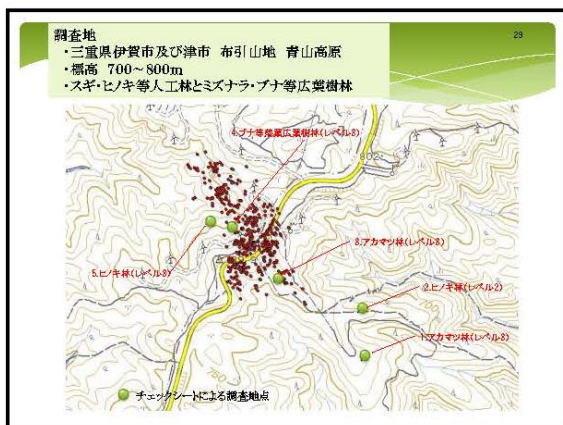 29
調査地
・三重県伊賀市及び津市 布引山地 青山高原
・標高 700～800m
・スギ・ヒノキ等人工林とミズナラ・ブナ等広葉樹林
4.ブナ等落葉広葉樹林(レベル3)
802
3.アカマツ林(レベル3)
5.ヒノキ林(レベル3)
2.ヒノキ林(レベル2)
1.アカマツ林(レベル3)
750
チェックシートによる調査地点